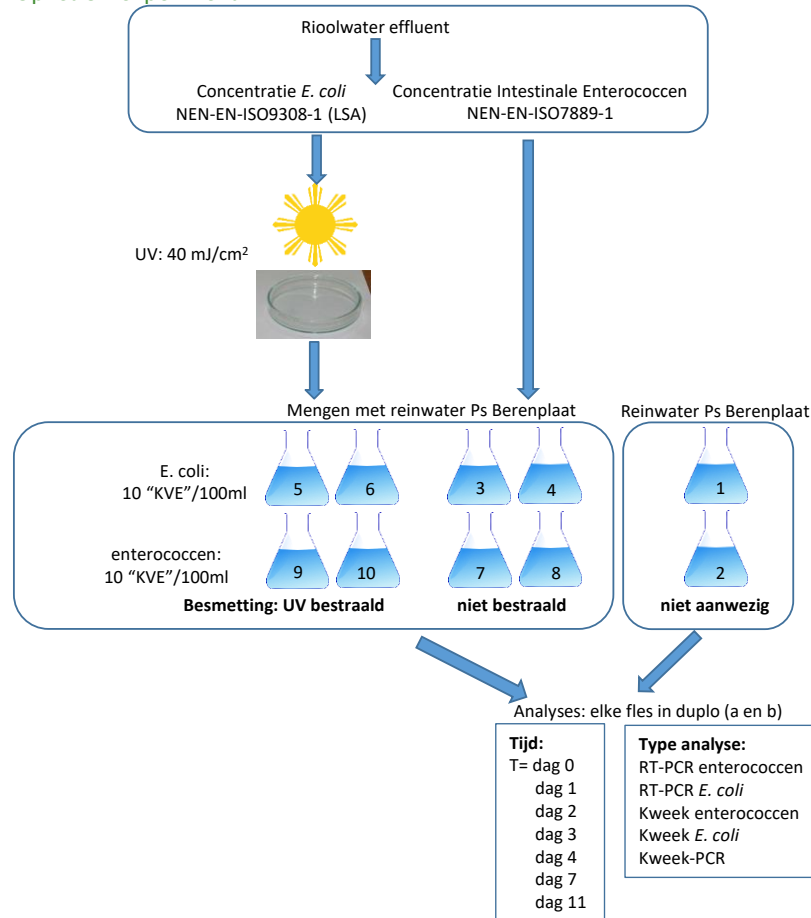 Rioolwater effluent
Concentratie E. coli
NEN-EN-ISO9308-1 (LSA)
Concentratie Intestinale Enterococcen
NEN-EN-ISO7889-1
UV: 40 mJ/cm²
Mengen met reinwater Ps Berenplaat
Reinwater Ps Berenplaat
E. coli:
10 “KVE”/100ml
5 6 3 4 1
enterococcen:
10 “KVE”/100ml
9 10 7 8 2
Besmetting: UV bestraald
niet bestraald
niet aanwezig
Analyses: elke fles in duplo (a en b)
Tijd:
T= dag 0
dag 1
dag 2
dag 3
dag 4
dag 7
dag 11
Type analyse:
RT-PCR enterococcen
RT-PCR E. coli
Kweek enterococcen
Kweek E. coli
Kweek-PCR